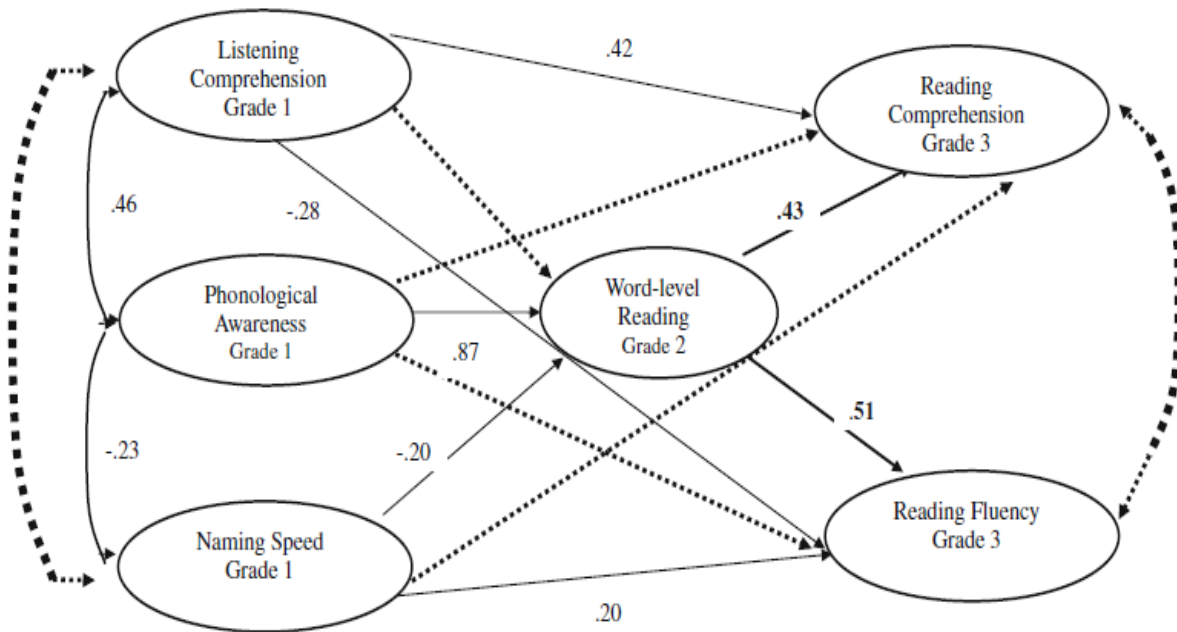 Listening
Comprehension
Grade 1
.42
Reading
Comprehension
Grade 3
.46
-.28
.43
Phonological
Awareness
Grade 1
Word-level
Reading
Grade 2
.87
-.23
-.20
.51
Naming Speed
Grade 1
Reading Fluency
Grade 3
.20